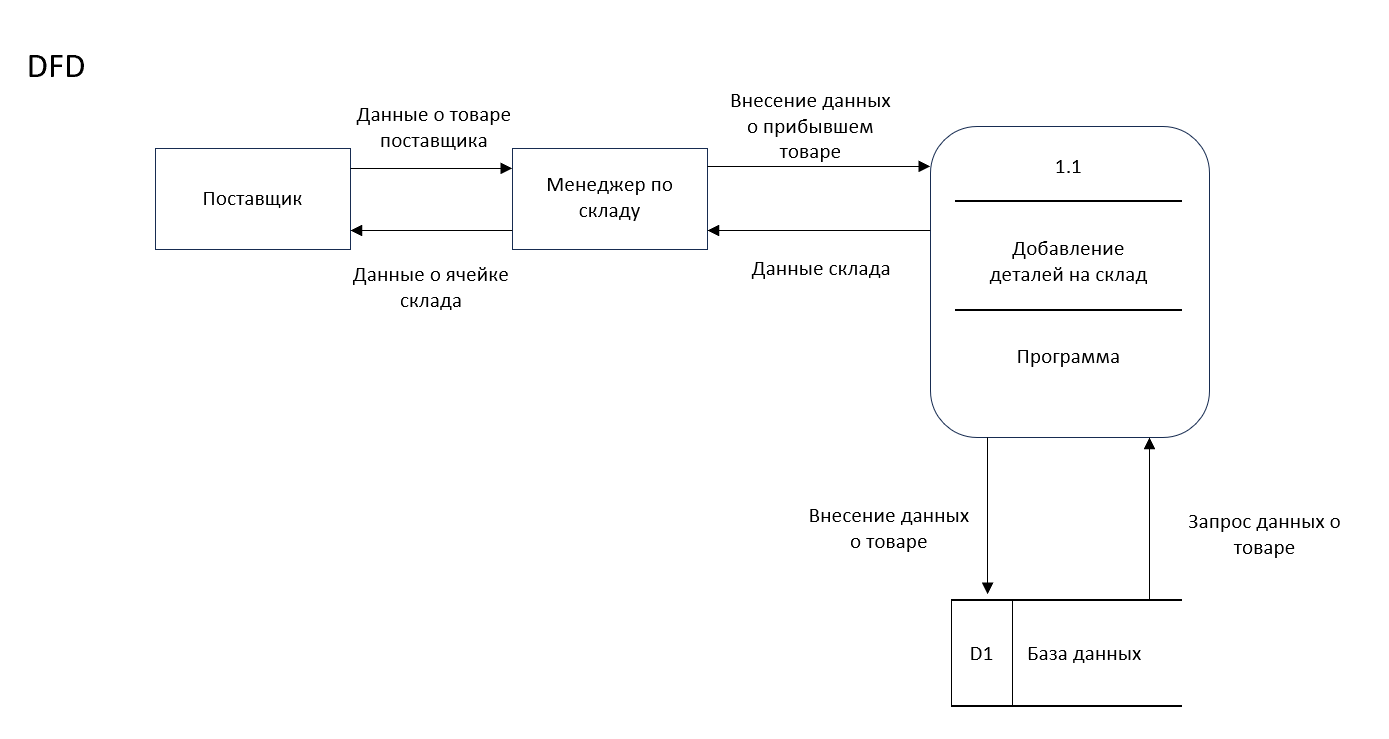 DFD
Данные о товаре
поставщика
Внесение данных
о прибывшем
товаре
Поставщик
Менеджер по
складу
1.1
Данные о ячейке
склада
Данные склада
Добавление
деталей на склад
Программа
Внесение данных
о товаре
Запрос данных о
товаре
D1
База данных